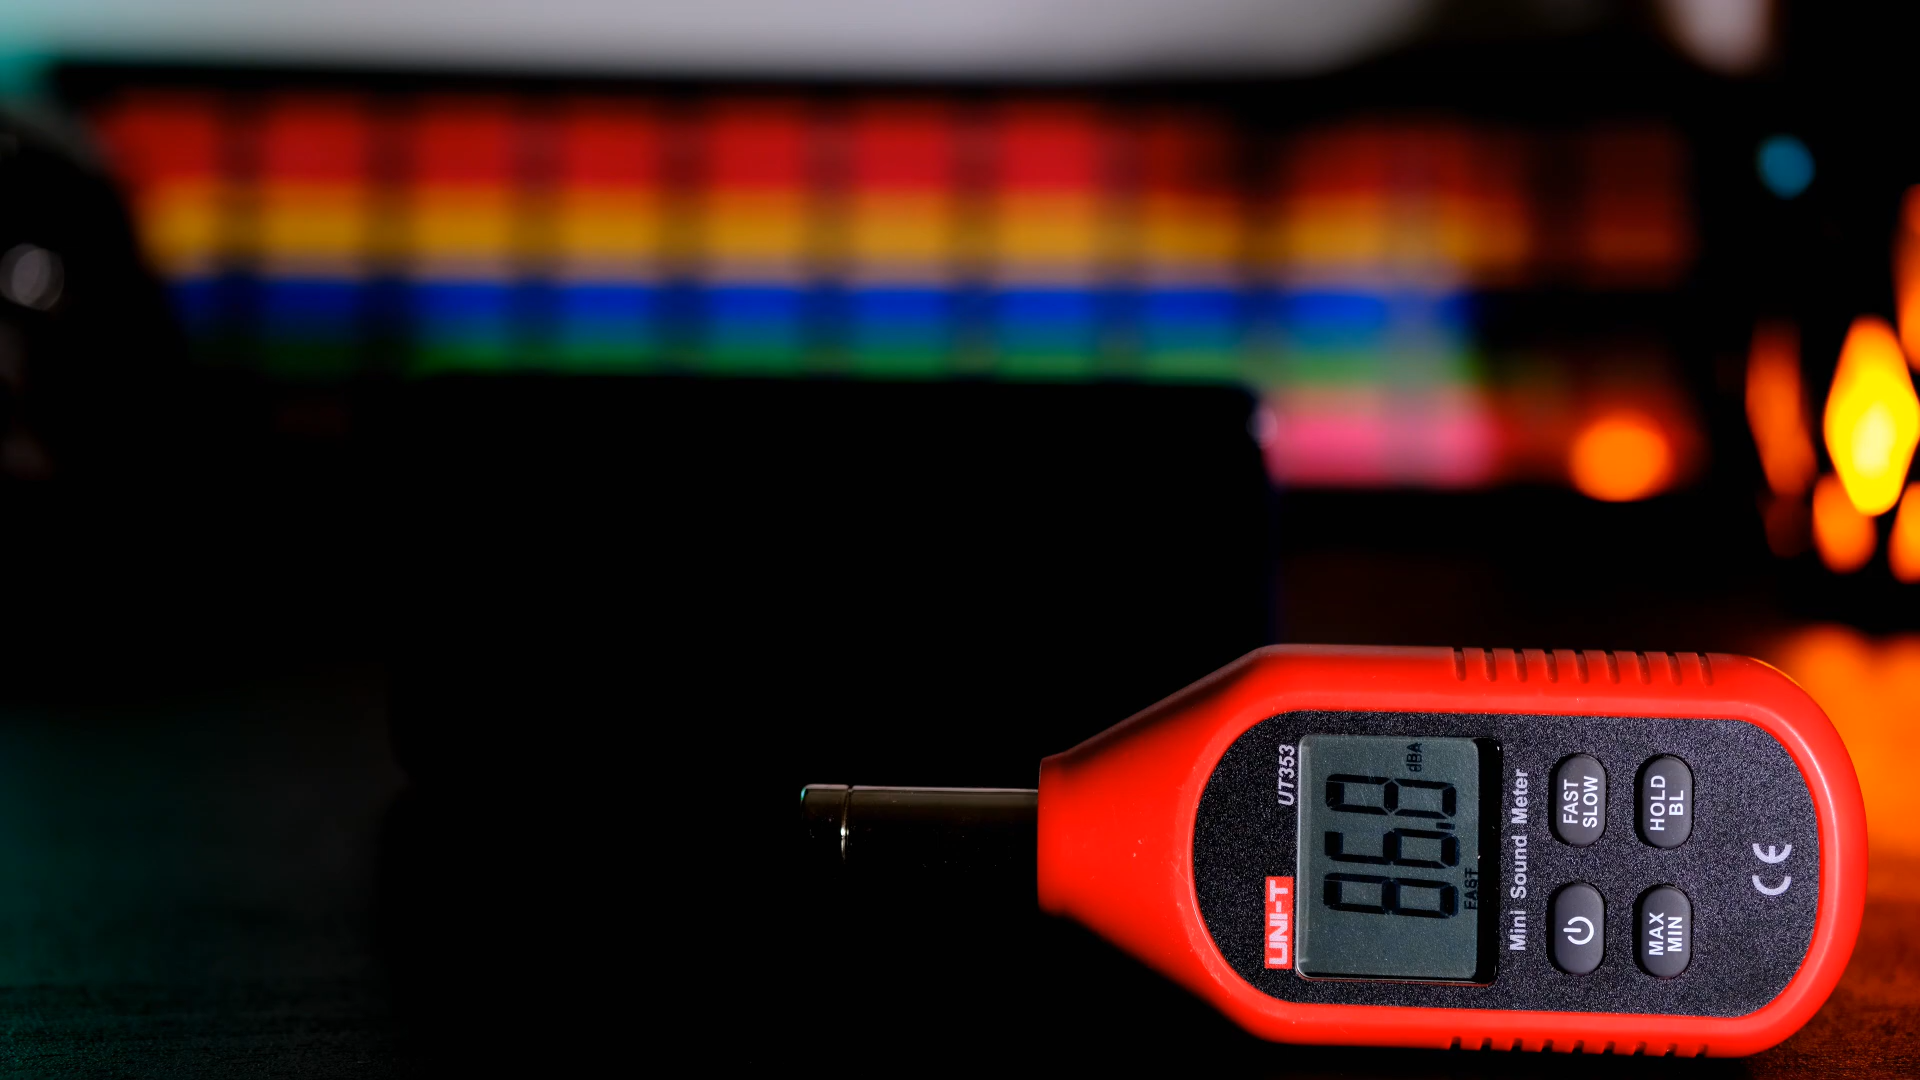 UNI-T UT353
86.8 dBA
FAST
Mini Sound Meter
FAST
SLOW
MAX
MIN
HOLD
BL
CE